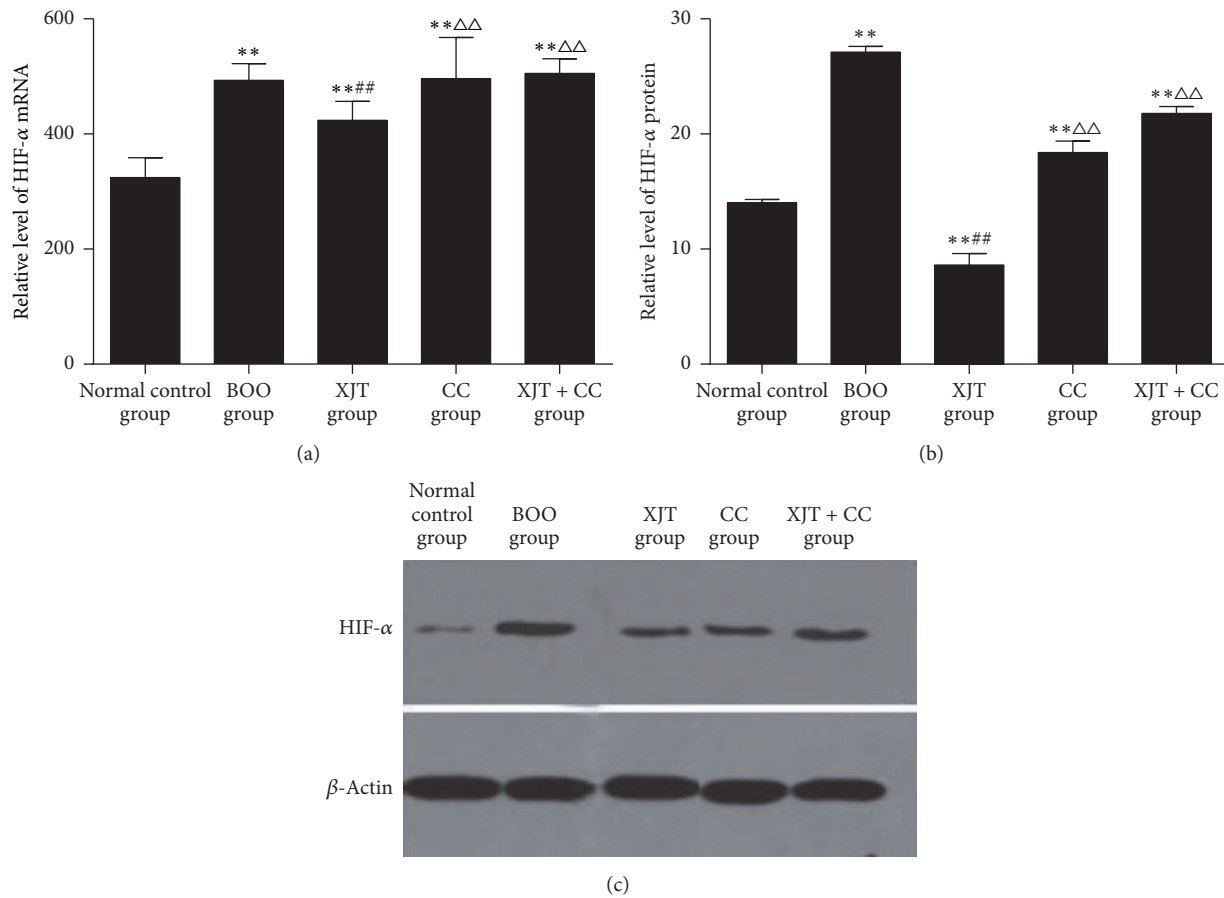 Relative level of HIF-α mRNA
600
400
200
0
**
**##
**△△
**△△
Normal control
group
BOO
group
XJT
group
CC
group
XJT + CC
group
(a)
Relative level of HIF-α protein
30
20
10
0
**
**##
**△△
**△△
Normal control
group
BOO
group
XJT
group
CC
group
XJT + CC
group
(b)
Normal
control
group
BOO
group
XJT
group
CC
group
XJT + CC
group
HIF-α
β-Actin
(c)